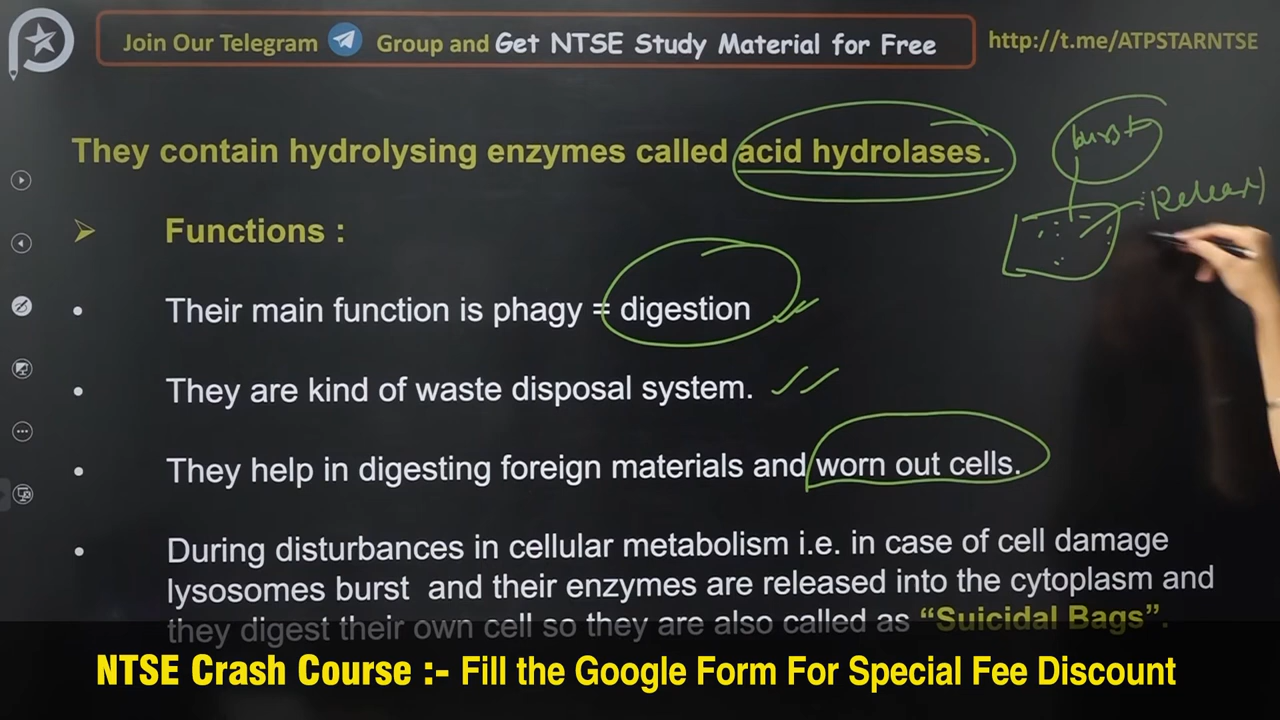 Join Our Telegram Group and Get NTSE Study Material for Free
http://t.me/ATPSTARNTSE
They contain hydrolysing enzymes called acid hydrolases.
burst
Release
➢ Functions :
• Their main function is phagy = digestion
• They are kind of waste disposal system.
• They help in digesting foreign materials and worn out cells.
• During disturbances in cellular metabolism i.e. in case of cell damage
lysosomes burst and their enzymes are released into the cytoplasm and
they digest their own cell so they are also called as “Suicidal Bags”.
NTSE Crash Course :- Fill the Google Form For Special Fee Discount